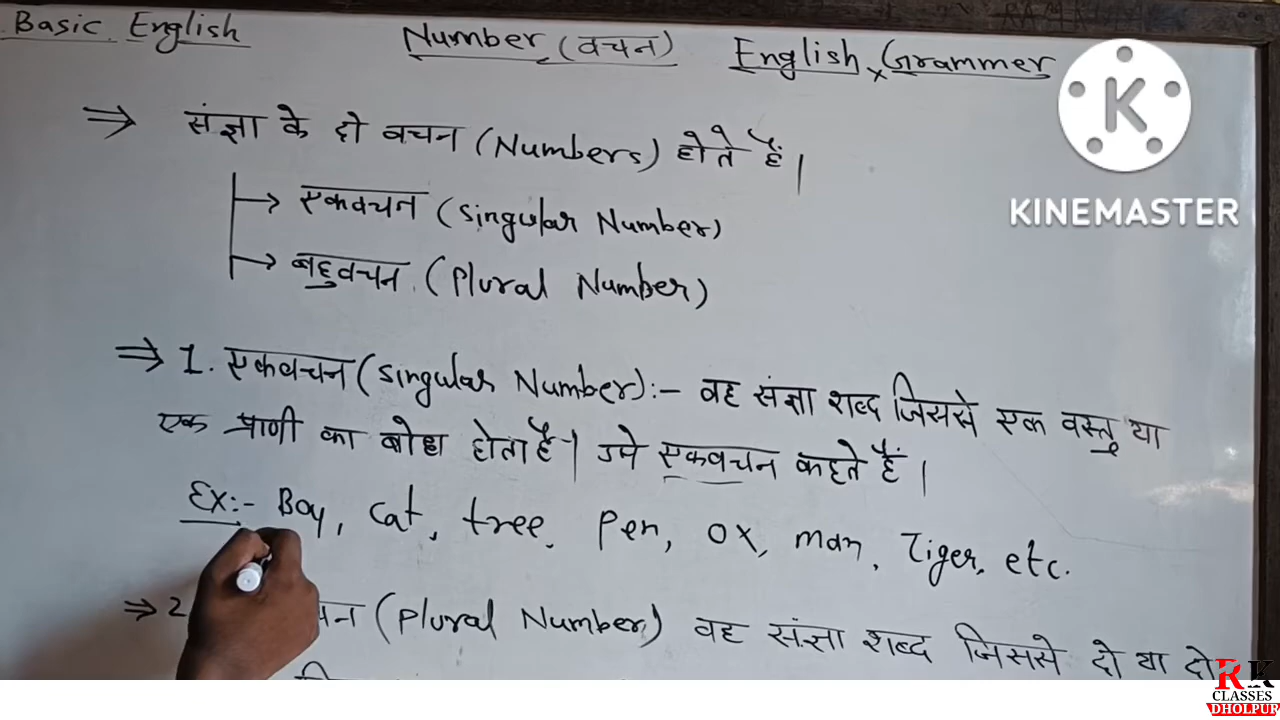 Basic English
Number (वचन)
English Grammer
⇒ संज्ञा के दो वचन (Numbers) होते हैं।
→ एकवचन (Singular Number)
→ बहुवचन (Plural Number)
⇒ 1. एकवचन (Singular Number):- वह संज्ञा शब्द जिससे एक वस्तु या
एक प्राणी का बोध होता है। उसे एकवचन कहते हैं।
Ex:- Boy, Cat, tree, Pen, Ox, man, Tiger, etc.
⇒ 2 चन (Plural Number) वह संज्ञा शब्द जिससे दो या दो
KINEMASTER
RK
CLASSES
DHOLPUR